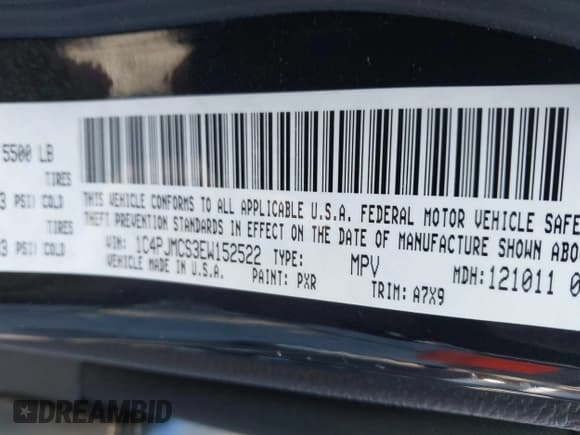 5500 LB
TIRES
PSI) COLD
TIRES
PSI) COLD
THIS VEHICLE CONFORMS TO ALL APPLICABLE U.S.A. FEDERAL MOTOR VEHICLE SAFE
THEFT PREVENTION STANDARDS IN EFFECT ON THE DATE OF MANUFACTURE SHOWN ABO
VIN: 1C4PJMCS3EW152522 TYPE: MPV MDH: 121011 0
VEHICLE MADE IN U.S.A. PAINT: PXR TRIM: A7X9
DREAMBID